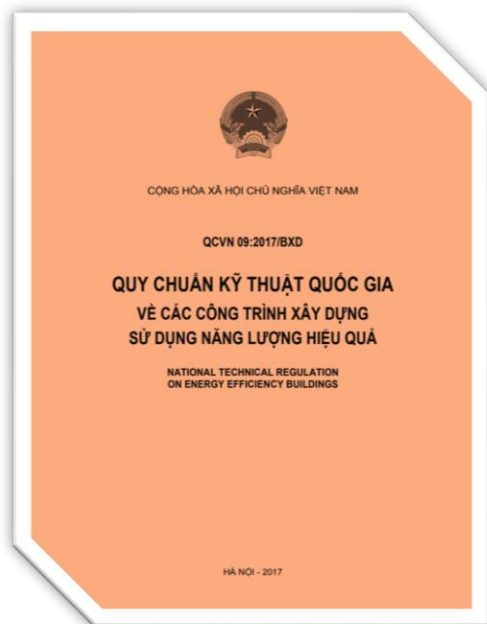 CỘNG HÒA XÃ HỘI CHỦ NGHĨA VIỆT NAM
QCVN 09:2017/BXD
QUY CHUẨN KỸ THUẬT QUỐC GIA
VỀ CÁC CÔNG TRÌNH XÂY DỰNG
SỬ DỤNG NĂNG LƯỢNG HIỆU QUẢ
NATIONAL TECHNICAL REGULATION
ON ENERGY EFFICIENCY BUILDINGS
HÀ NỘI - 2017